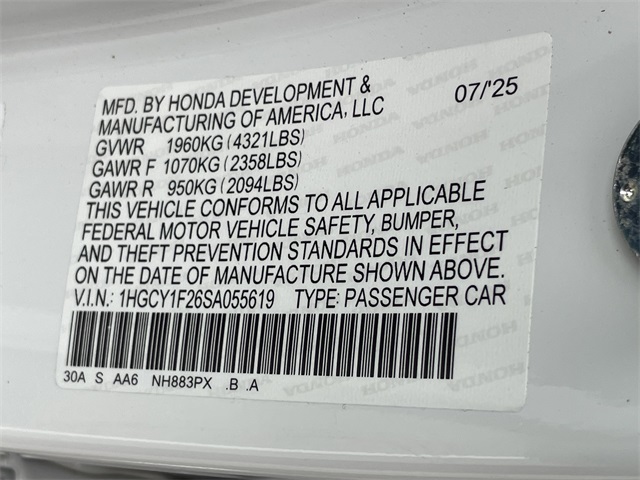 MFD. BY HONDA DEVELOPMENT & 07/'25
MANUFACTURING OF AMERICA, LLC
GVWR 1960KG (4321LBS)
GAWR F 1070KG (2358LBS)
GAWR R 950KG (2094LBS)
THIS VEHICLE CONFORMS TO ALL APPLICABLE
FEDERAL MOTOR VEHICLE SAFETY, BUMPER,
AND THEFT PREVENTION STANDARDS IN EFFECT
ON THE DATE OF MANUFACTURE SHOWN ABOVE.
V.I.N.: 1HGCY1F26SA055619 TYPE: PASSENGER CAR
30A S AA6 NH883PX .B .A